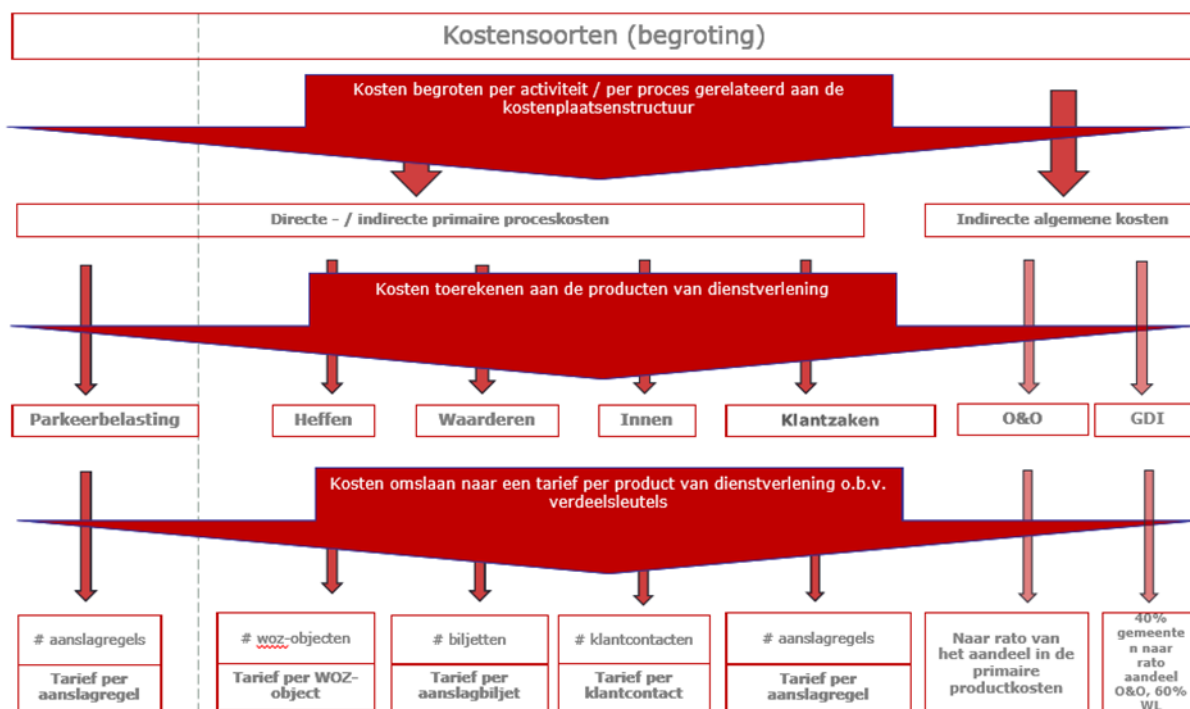 Kostensoorten (begroting)
Kosten begroten per activiteit / per proces gerelateerd aan de
kostenplaatsenstructuur
Directe - / indirecte primaire proceskosten
Indirecte algemene kosten
Kosten toerekenen aan de producten van dienstverlening
Parkeerbelasting
Heffen
Waarderen
Innen
Klantzaken
O&O
GDI
Kosten omslaan naar een tarief per product van dienstverlening o.b.v.
verdeelsleutels
# aanslagregels
Tarief per
aanslagregel
# woz-objecten
Tarief per WOZ-
object
# biljetten
Tarief per
aanslagbiljet
# klantcontacten
Tarief per
klantcontact
# aanslagregels
Tarief per
aanslagregel
Naar rato van
het aandeel in de
primaire
productkosten
40%
gemeente
n naar
rato
aandeel
O&O, 60%
WL